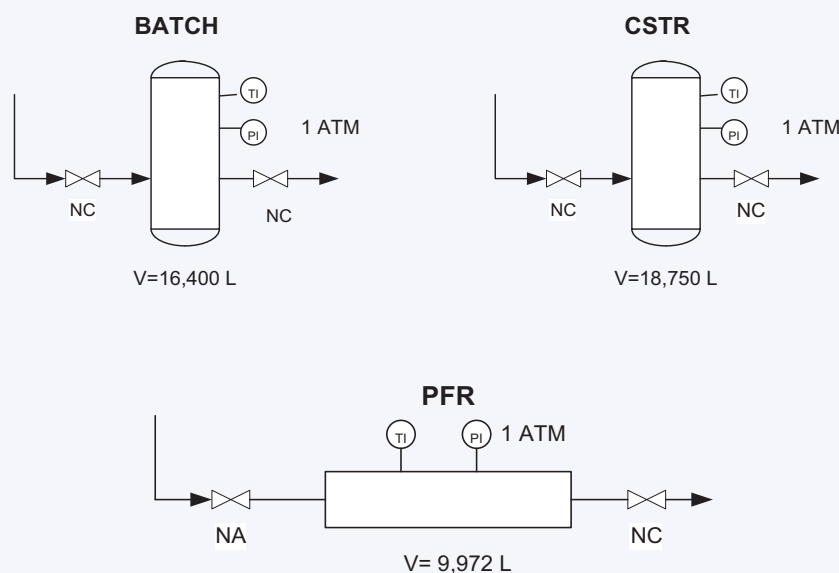 BATCH
TI
PI
1 ATM
NC
NC
V=16,400 L
CSTR
TI
PI
1 ATM
NC
NC
V=18,750 L
PFR
TI
PI
1 ATM
NA
NC
V= 9,972 L